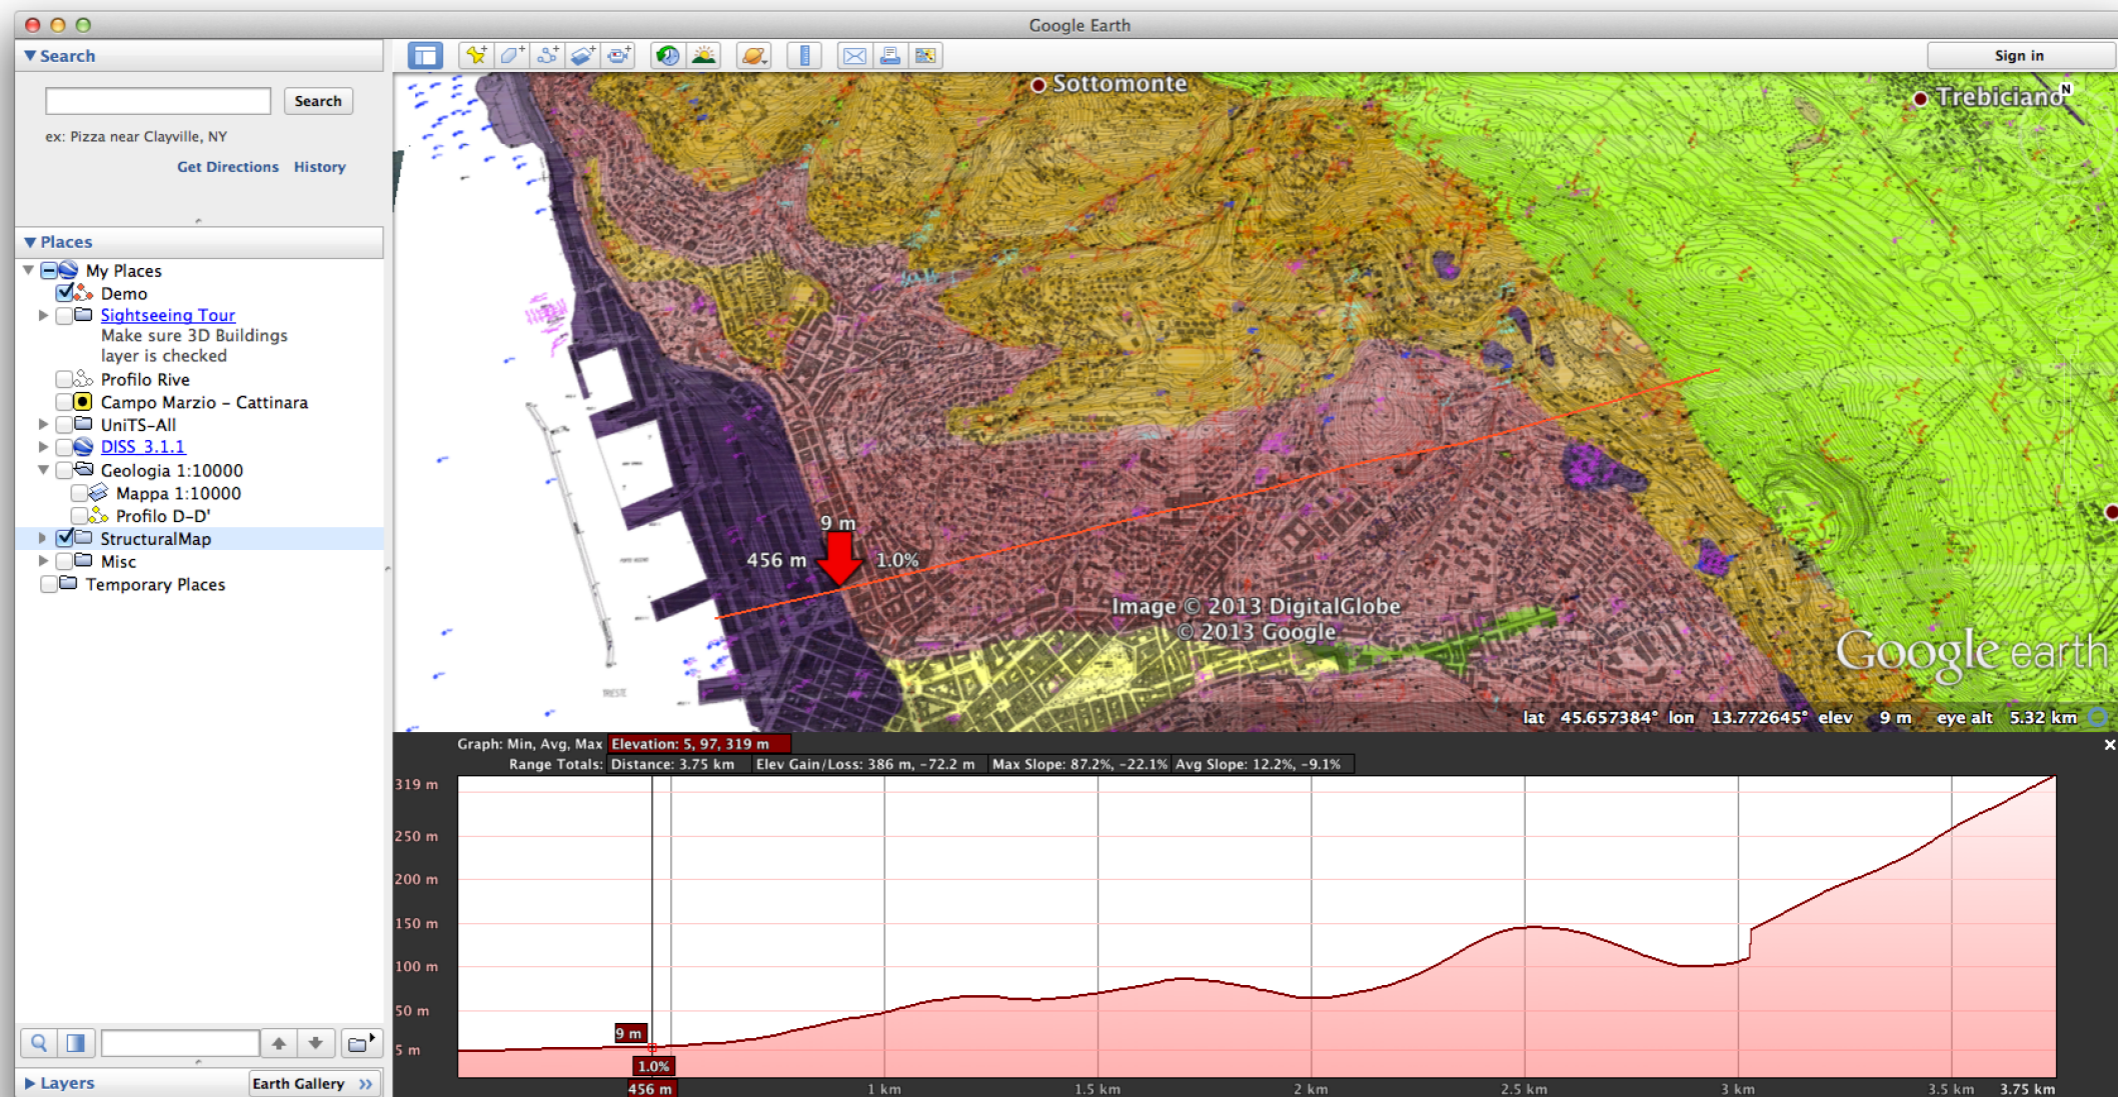 Google Earth
Search
Search
ex: Pizza near Clayville, NY
Get Directions History
Places
My Places
Demo
Sightseeing Tour
Make sure 3D Buildings
layer is checked
Profilo Rive
Campo Marzio - Cattinara
UniTS-All
DISS 3.1.1
Geologia 1:10000
Mappa 1:10000
Profilo D-D'
StructuralMap
Misc
Temporary Places
Layers
Earth Gallery >>
Sign in
Sottomonte
Trebiciano
N
9 m
456 m
1.0%
Image © 2013 DigitalGlobe
© 2013 Google
Google earth
TRIESTE
lat 45.657384° lon 13.772645° elev 9 m eye alt 5.32 km
Graph: Min, Avg, Max Elevation: 5, 97, 319 m
Range Totals: Distance: 3.75 km Elev Gain/Loss: 386 m, -72.2 m Max Slope: 87.2%, -22.1% Avg Slope: 12.2%, -9.1%
319 m
250 m
200 m
150 m
100 m
50 m
5 m
9 m
1.0%
456 m 1 km 1.5 km 2 km 2.5 km 3 km 3.5 km 3.75 km